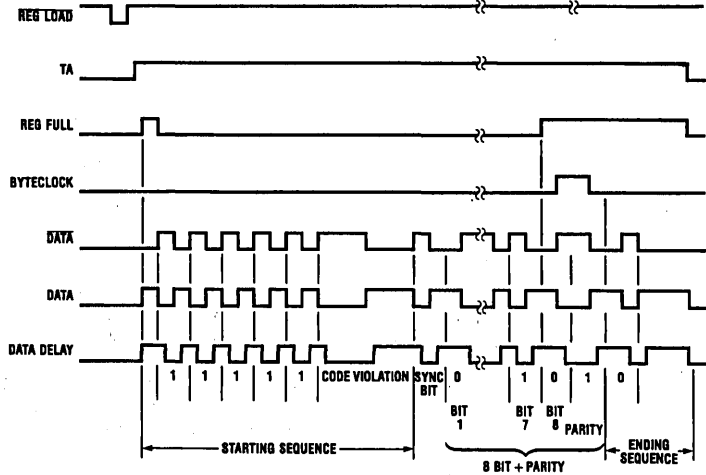 REG LOAD
TA
REG FULL
BYTECLOCK
DATA
DATA
DATA DELAY
1 1 1 1 1 CODE VIOLATION SYNC BIT 0 1 0 1 0
BIT 1 BIT 7 BIT 8 PARITY
STARTING SEQUENCE
ENDING SEQUENCE
8 BIT + PARITY